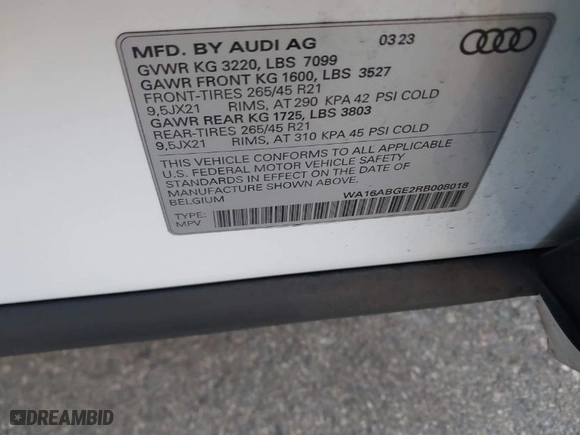 MFD. BY AUDI AG 03 23
GVWR KG 3220, LBS 7099
GAWR FRONT KG 1600, LBS 3527
FRONT-TIRES 265/45 R21
9,5JX21 RIMS, AT 290 KPA 42 PSI COLD
GAWR REAR KG 1725, LBS 3803
REAR-TIRES 265/45 R21
9,5JX21 RIMS, AT 310 KPA 45 PSI COLD
THIS VEHICLE CONFORMS TO ALL APPLICABLE
U.S. FEDERAL MOTOR VEHICLE SAFETY
STANDARDS IN EFFECT ON THE DATE OF
MANUFACTURE SHOWN ABOVE.
BELGIUM
WA16ABGE2RB008018
TYPE:
MPV
DREAMBID